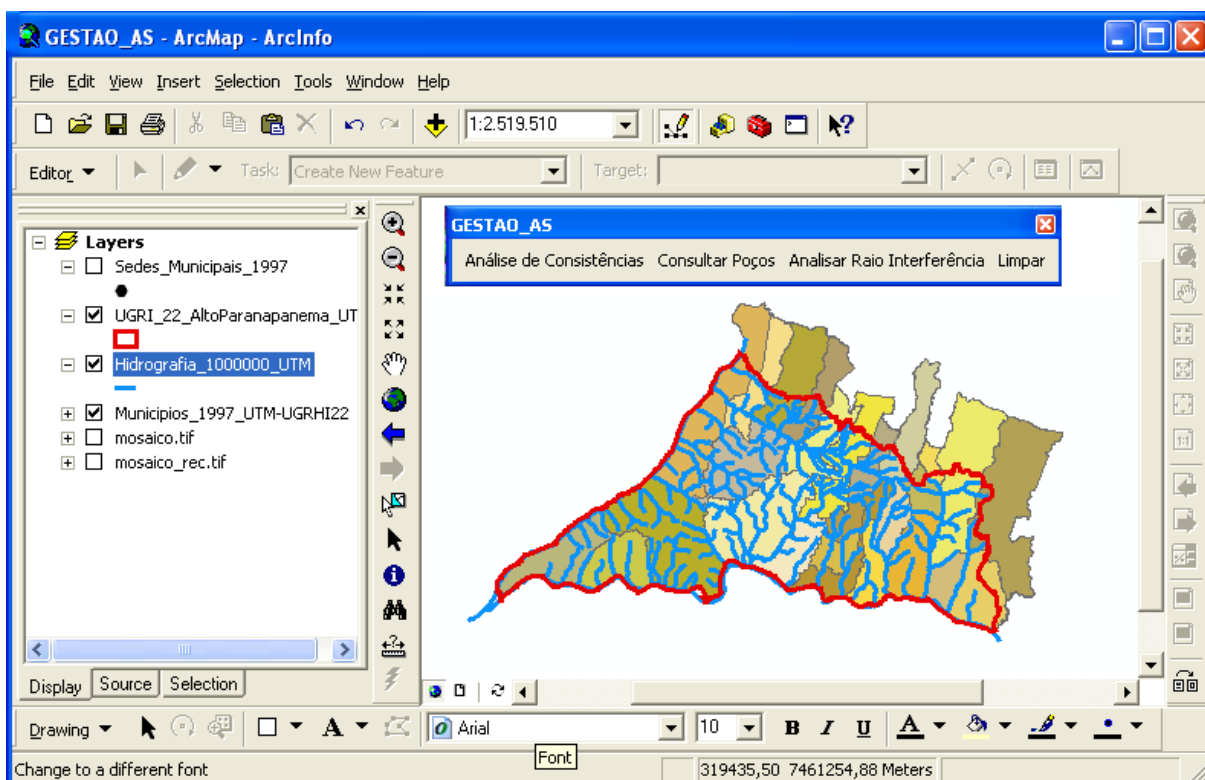 GESTAO_AS - ArcMap - ArcInfo
File Edit View Insert Selection Tools Window Help
1:2.519.510
Editor Task: Create New Feature Target:
Layers
Sedes_Municipais_1997
UGRI_22_AltoParanapanema_UT
Hidrografia_1000000_UTM
Municipios_1997_UTM-UGRHI22
mosaico.tif
mosaico_rec.tif
Display Source Selection
GESTAO_AS
Análise de Consistências Consultar Poços Analisar Raio Interferência Limpar
1:1
Drawing A Arial 10 B I U A
Font
Change to a different font 319435,50 7461254,88 Meters